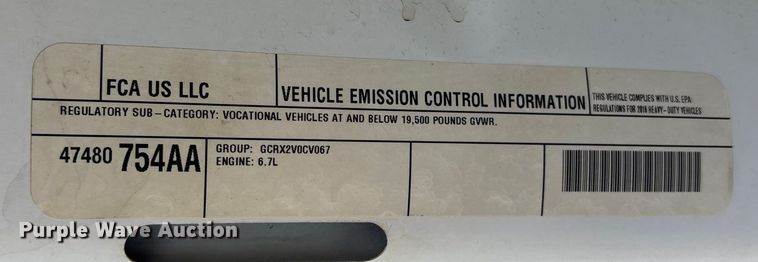 FCA US LLC
VEHICLE EMISSION CONTROL INFORMATION
THIS VEHICLE COMPLIES WITH U.S. EPA
REGULATIONS FOR 2016 HEAVY-DUTY VEHICLES
REGULATORY SUB-CATEGORY: VOCATIONAL VEHICLES AT AND BELOW 19,500 POUNDS GVWR.
47480 754AA
GROUP: GCRX2VOCV067
ENGINE: 6.7L
Purple Wave Auction